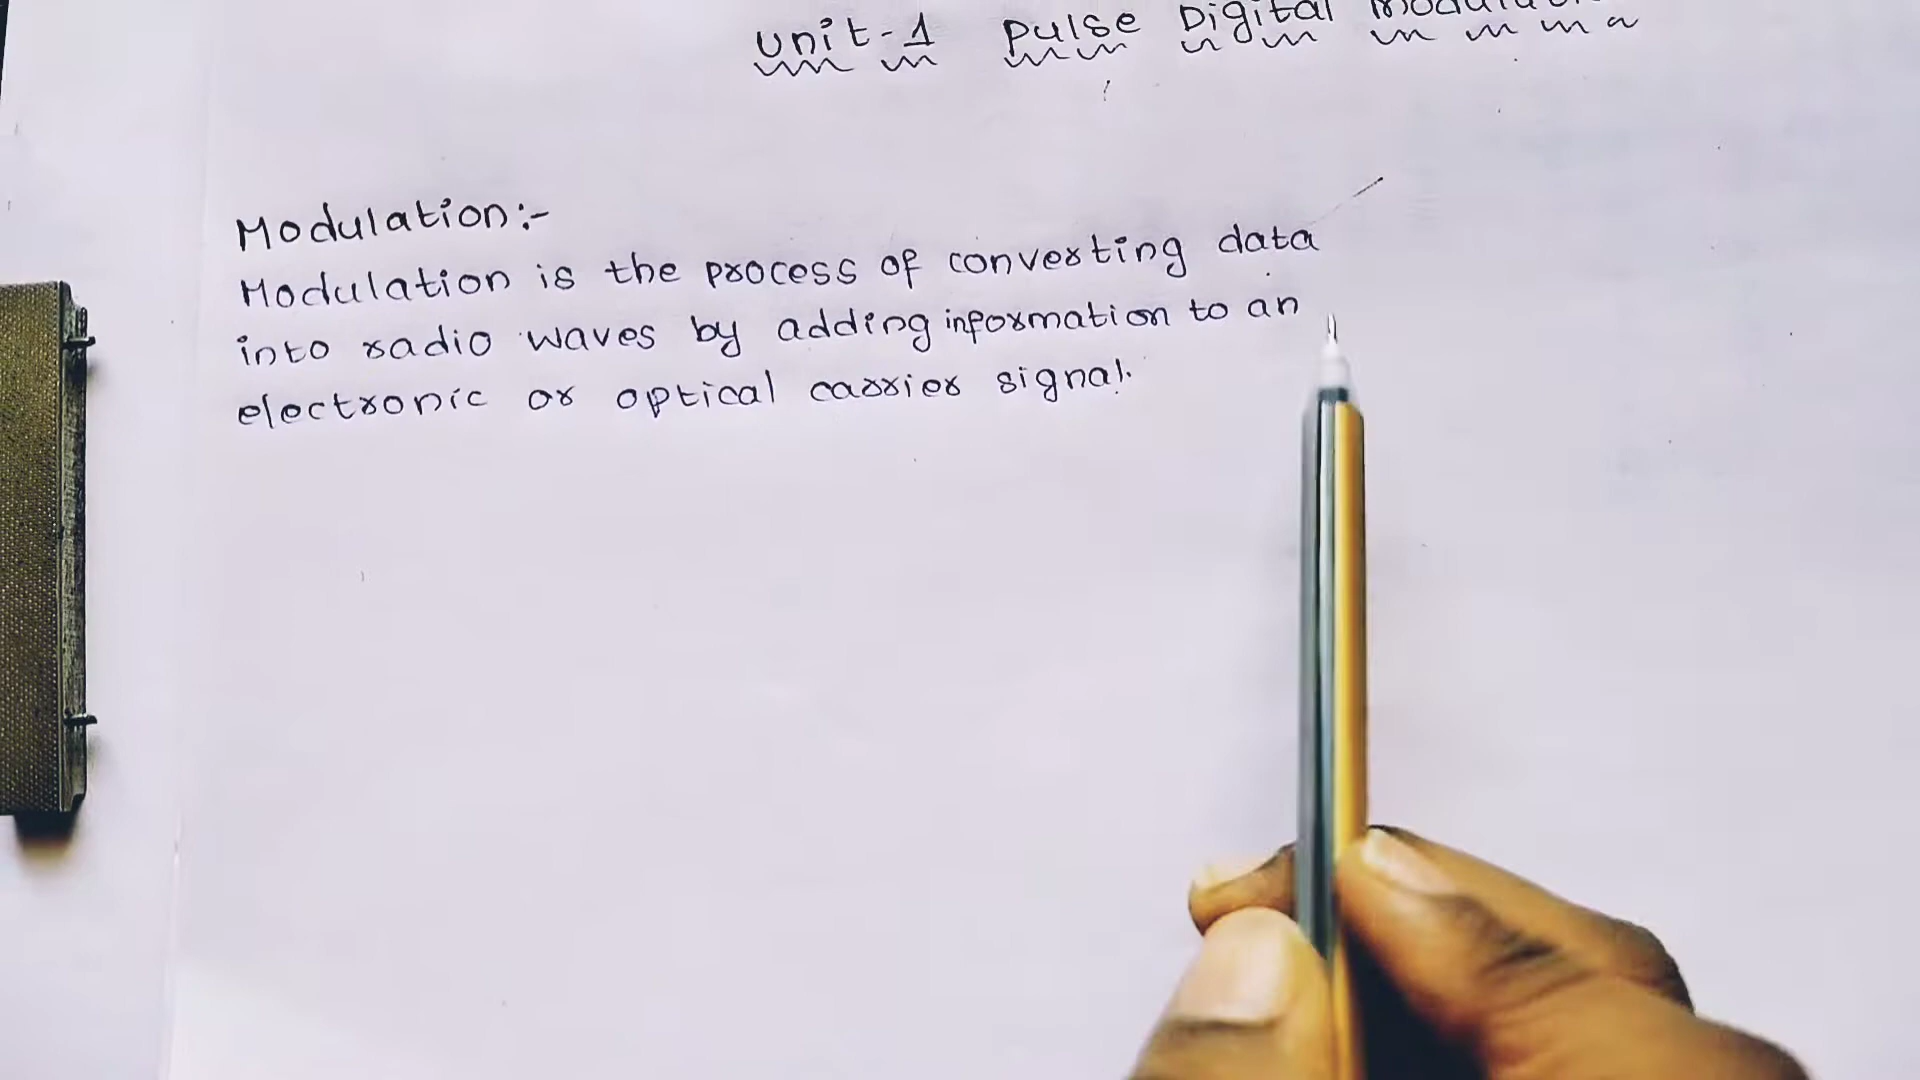 Unit-1 Pulse Digital
Modulation:-
Modulation is the process of converting data
into radio waves by adding information to an
electronic or optical carrier signal.